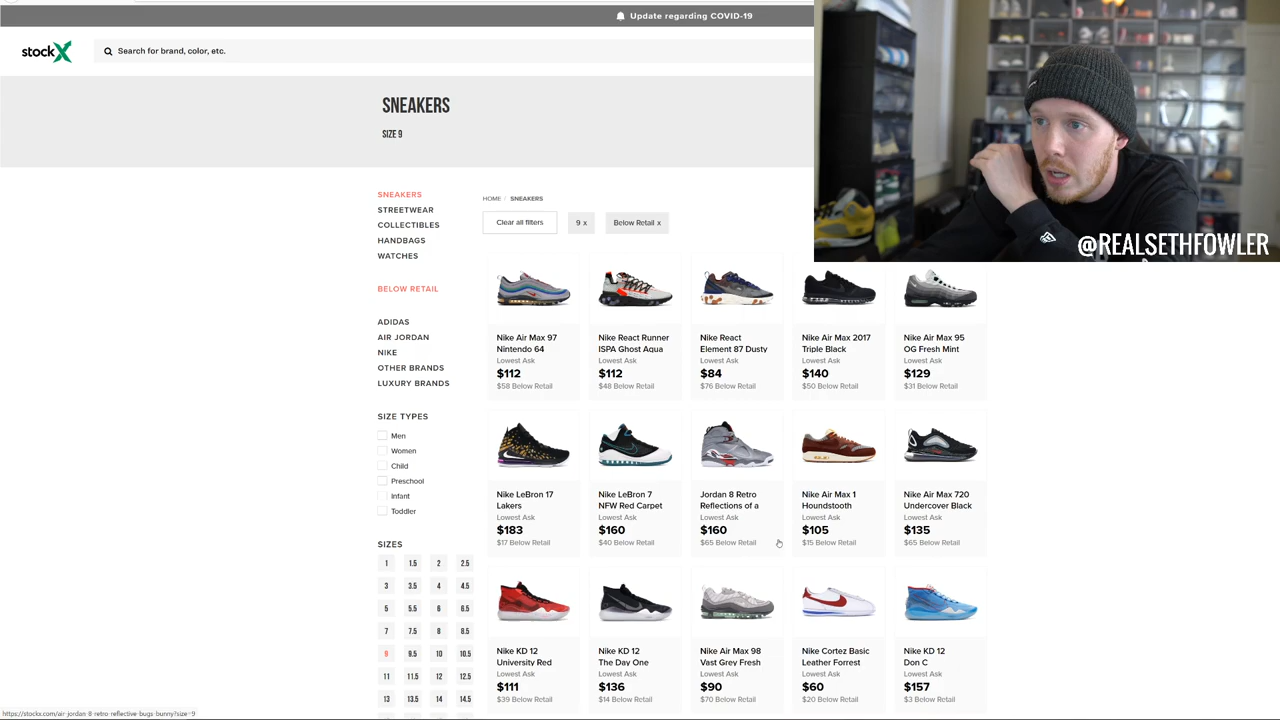 Update regarding COVID-19
stockX
Search for brand, color, etc.
@REALSETHFOWLER
SNEAKERS
SIZE 9
SNEAKERS
STREETWEAR
COLLECTIBLES
HANDBAGS
WATCHES
BELOW RETAIL
ADIDAS
AIR JORDAN
NIKE
OTHER BRANDS
LUXURY BRANDS
SIZE TYPES
Men
Women
Child
Preschool
Infant
Toddler
SIZES
1 1.5 2 2.5
3 3.5 4 4.5
5 5.5 6 6.5
7 7.5 8 8.5
9 9.5 10 10.5
11 11.5 12 12.5
13 13.5 14 14.5
HOME / SNEAKERS
Clear all filters 9 x Below Retail x
Nike Air Max 97
Nintendo 64
Lowest Ask
$112
$58 Below Retail
Nike React Runner
ISPA Ghost Aqua
Lowest Ask
$112
$48 Below Retail
Nike React
Element 87 Dusty
Lowest Ask
$84
$76 Below Retail
Nike Air Max 2017
Triple Black
Lowest Ask
$140
$50 Below Retail
Nike Air Max 95
OG Fresh Mint
Lowest Ask
$129
$31 Below Retail
Nike LeBron 17
Lakers
Lowest Ask
$183
$17 Below Retail
Nike LeBron 7
NFW Red Carpet
Lowest Ask
$160
$40 Below Retail
Jordan 8 Retro
Reflections of a
Lowest Ask
$160
$65 Below Retail
Nike Air Max 1
Houndstooth
Lowest Ask
$105
$15 Below Retail
Nike Air Max 720
Undercover Black
Lowest Ask
$135
$65 Below Retail
Nike KD 12
University Red
Lowest Ask
$111
$39 Below Retail
Nike KD 12
The Day One
Lowest Ask
$136
$14 Below Retail
Nike Air Max 98
Vast Grey Fresh
Lowest Ask
$90
$70 Below Retail
Nike Cortez Basic
Leather Forrest
Lowest Ask
$60
$20 Below Retail
Nike KD 12
Don C
Lowest Ask
$157
$3 Below Retail
https://stockx.com/air-jordan-8-retro-reflective-bugs-bunny?size=9